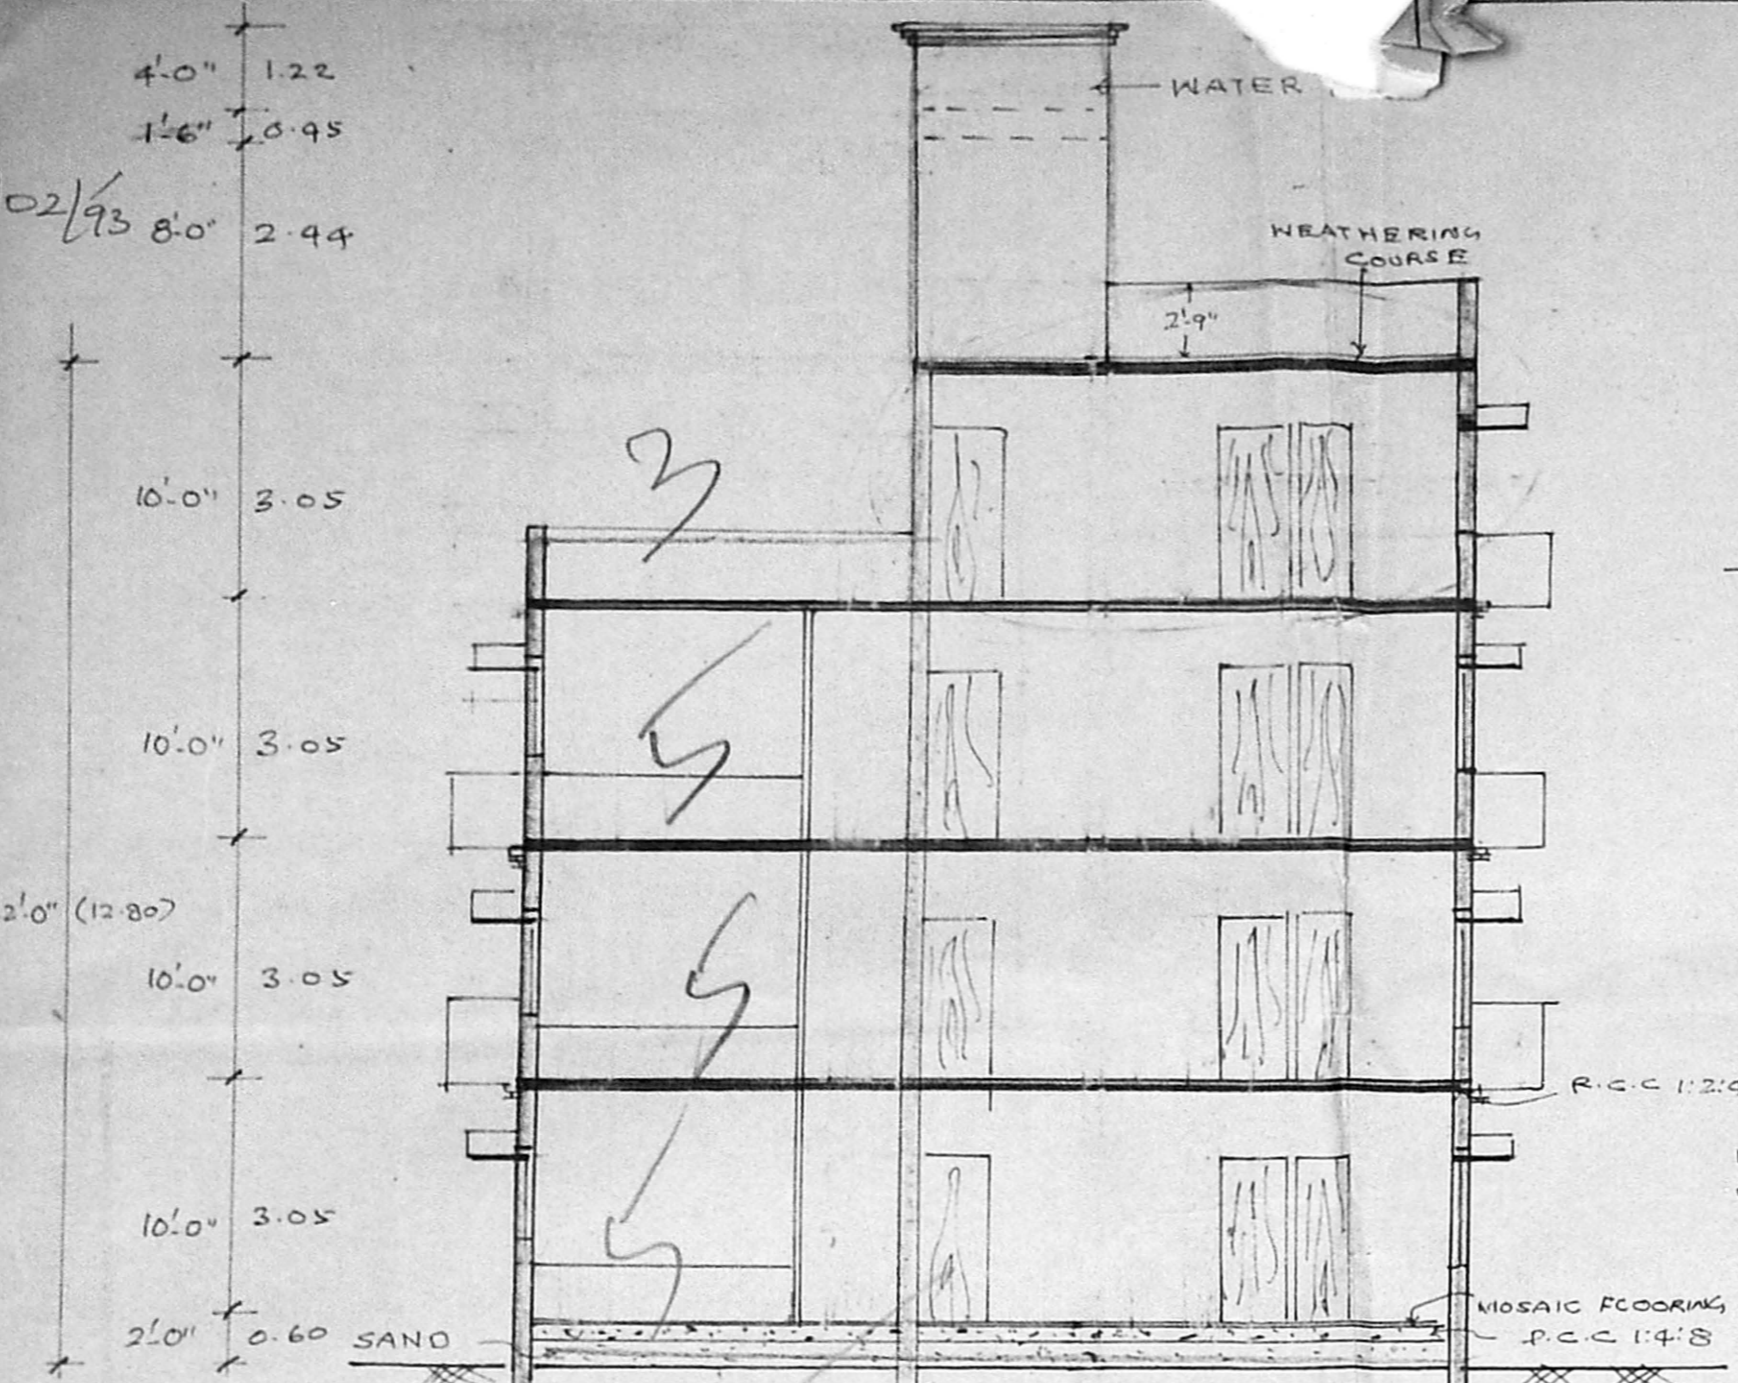 4'-0" 1.22
WATER
1'-6" 0.45
02/93 8'-0" 2.44
WEATHERING
COURSE
2'-9"
10'-0" 3.05
10'-0" 3.05
2'-0" (12.80)
10'-0" 3.05
R.C.C 1:2:
10'-0" 3.05
MOSAIC FLOORING
2'-0" 0.60 SAND
P.C.C 1:4:8